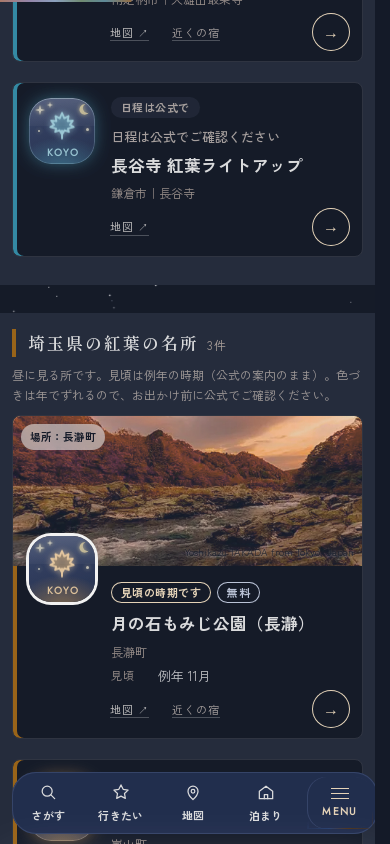 地図 ↗ 近くの宿
→
日程は公式で
日程は公式でご確認ください
KOYO
長谷寺 紅葉ライトアップ
鎌倉市｜長谷寺
地図 ↗
→
埼玉県の紅葉の名所 3件
昼に見る所です。見頃は例年の時期（公式の案内のまま）。色づ
きは年でずれるので、お出かけ前に公式でご確認ください。
場所：長瀞町
KOYO
見頃の時期です 無料
月の石もみじ公園（長瀞）
長瀞町
見頃 例年 11月
地図 ↗ 近くの宿
→
さがす 行きたい 地図 泊まり MENU
嵐山町